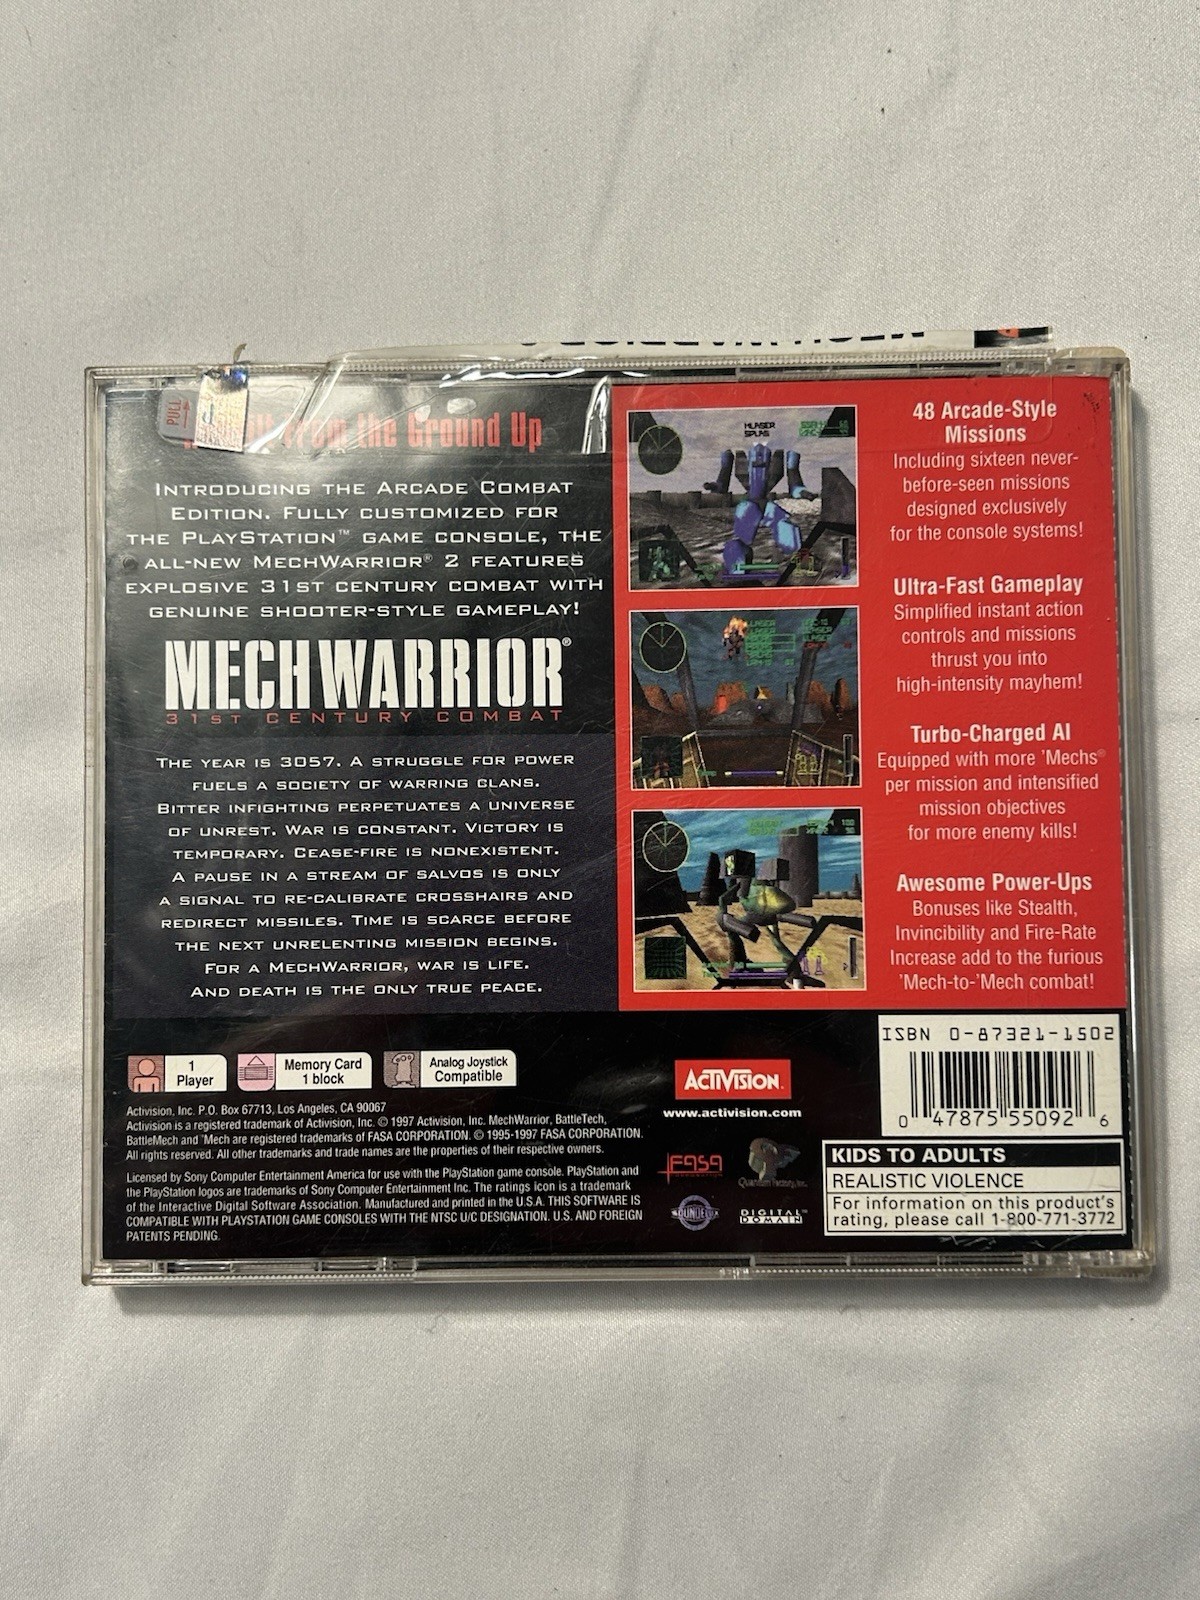 PULL
from the Ground Up
INTRODUCING THE ARCADE COMBAT
EDITION. FULLY CUSTOMIZED FOR
THE PLAYSTATION™ GAME CONSOLE, THE
ALL-NEW MECHWARRIOR® 2 FEATURES
EXPLOSIVE 31ST CENTURY COMBAT WITH
GENUINE SHOOTER-STYLE GAMEPLAY!
MECHWARRIOR®
31ST CENTURY COMBAT
THE YEAR IS 3057. A STRUGGLE FOR POWER
FUELS A SOCIETY OF WARRING CLANS.
BITTER INFIGHTING PERPETUATES A UNIVERSE
OF UNREST. WAR IS CONSTANT. VICTORY IS
TEMPORARY. CEASE-FIRE IS NONEXISTENT.
A PAUSE IN A STREAM OF SALVOS IS ONLY
A SIGNAL TO RE-CALIBRATE CROSSHAIRS AND
REDIRECT MISSILES. TIME IS SCARCE BEFORE
THE NEXT UNRELENTING MISSION BEGINS.
FOR A MECHWARRIOR, WAR IS LIFE.
AND DEATH IS THE ONLY TRUE PEACE.
48 Arcade-Style
Missions
Including sixteen never-
before-seen missions
designed exclusively
for the console systems!
Ultra-Fast Gameplay
Simplified instant action
controls and missions
thrust you into
high-intensity mayhem!
Turbo-Charged AI
Equipped with more 'Mechs®
per mission and intensified
mission objectives
for more enemy kills!
Awesome Power-Ups
Bonuses like Stealth,
Invincibility and Fire-Rate
Increase add to the furious
'Mech-to-'Mech combat!
1
Player
Memory Card
1 block
Analog Joystick
Compatible
Activision, Inc. P.O. Box 67713, Los Angeles, CA 90067
Activision is a registered trademark of Activision, Inc. © 1997 Activision, Inc. MechWarrior, BattleTech,
BattleMech and 'Mech are registered trademarks of FASA CORPORATION. © 1995-1997 FASA CORPORATION.
All rights reserved. All other trademarks and trade names are the properties of their respective owners.
Licensed by Sony Computer Entertainment America for use with the PlayStation game console. PlayStation and
the PlayStation logos are trademarks of Sony Computer Entertainment Inc. The ratings icon is a trademark
of the Interactive Digital Software Association. Manufactured and printed in the U.S.A. THIS SOFTWARE IS
COMPATIBLE WITH PLAYSTATION GAME CONSOLES WITH THE NTSC U/C DESIGNATION. U.S. AND FOREIGN
PATENTS PENDING.
ACTIVISION.
www.activision.com
FASA
CORPORATION
Quantum Factory, Inc.
SOUNDELUX
DIGITAL™
DOMAIN
ISBN 0-87321-1502
0 47875 55092 6
KIDS TO ADULTS
REALISTIC VIOLENCE
For information on this product's
rating, please call 1-800-771-3772